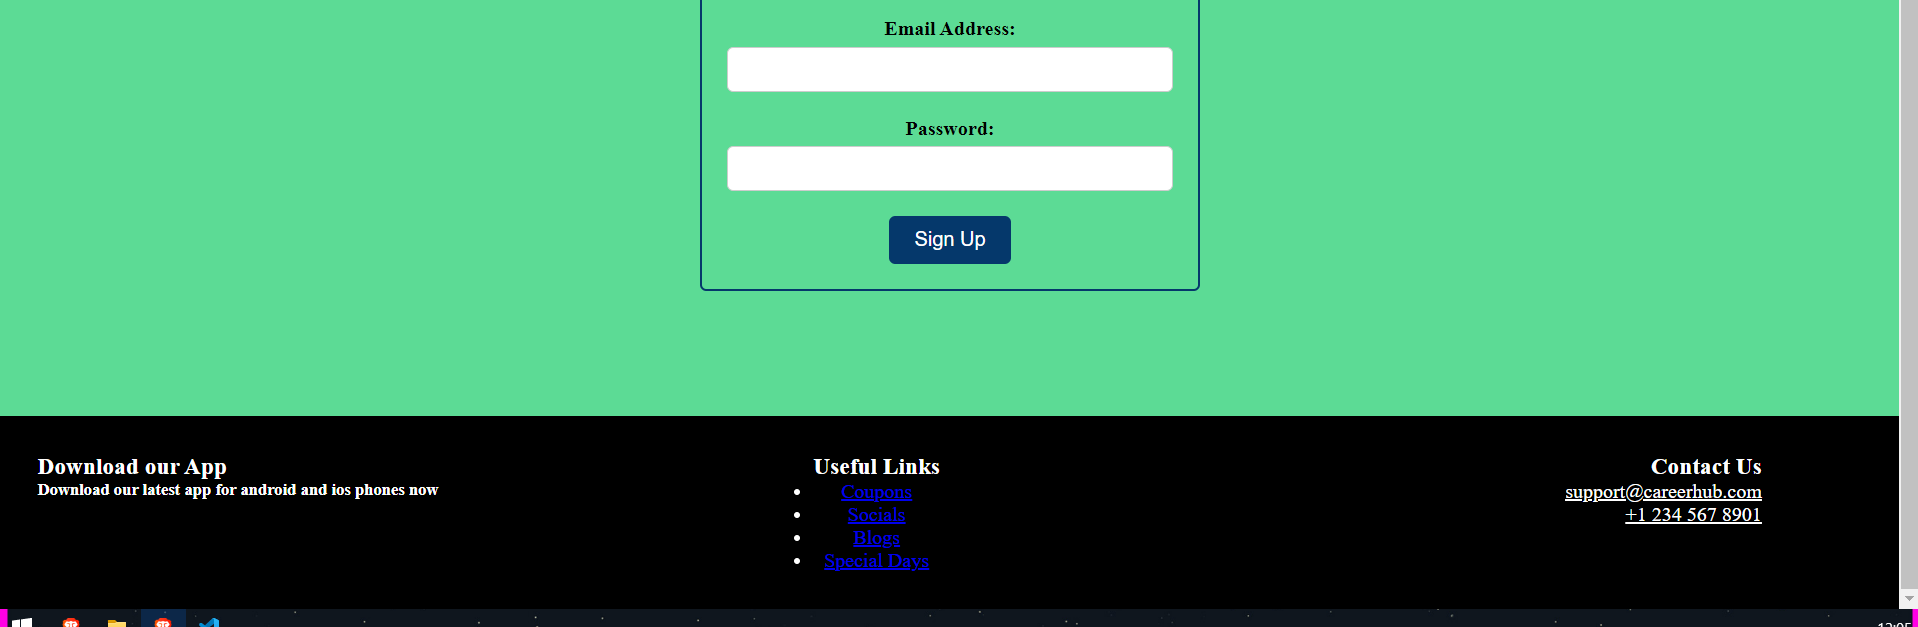 Email Address:
Password:
Sign Up
Download our App
Download our latest app for android and ios phones now
Useful Links
Coupons
Socials
Blogs
Special Days
Contact Us
support@careerhub.com
+1 234 567 8901